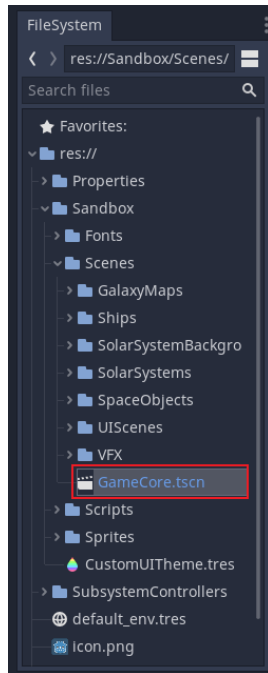 FileSystem
res://Sandbox/Scenes/
Search files
Favorites:
res://
Properties
Sandbox
Fonts
Scenes
GalaxyMaps
Ships
SolarSystemBackgro
SolarSystems
SpaceObjects
UIScenes
VFX
GameCore.tscn
Scripts
Sprites
CustomUITheme.tres
SubsystemControllers
default_env.tres
icon.png